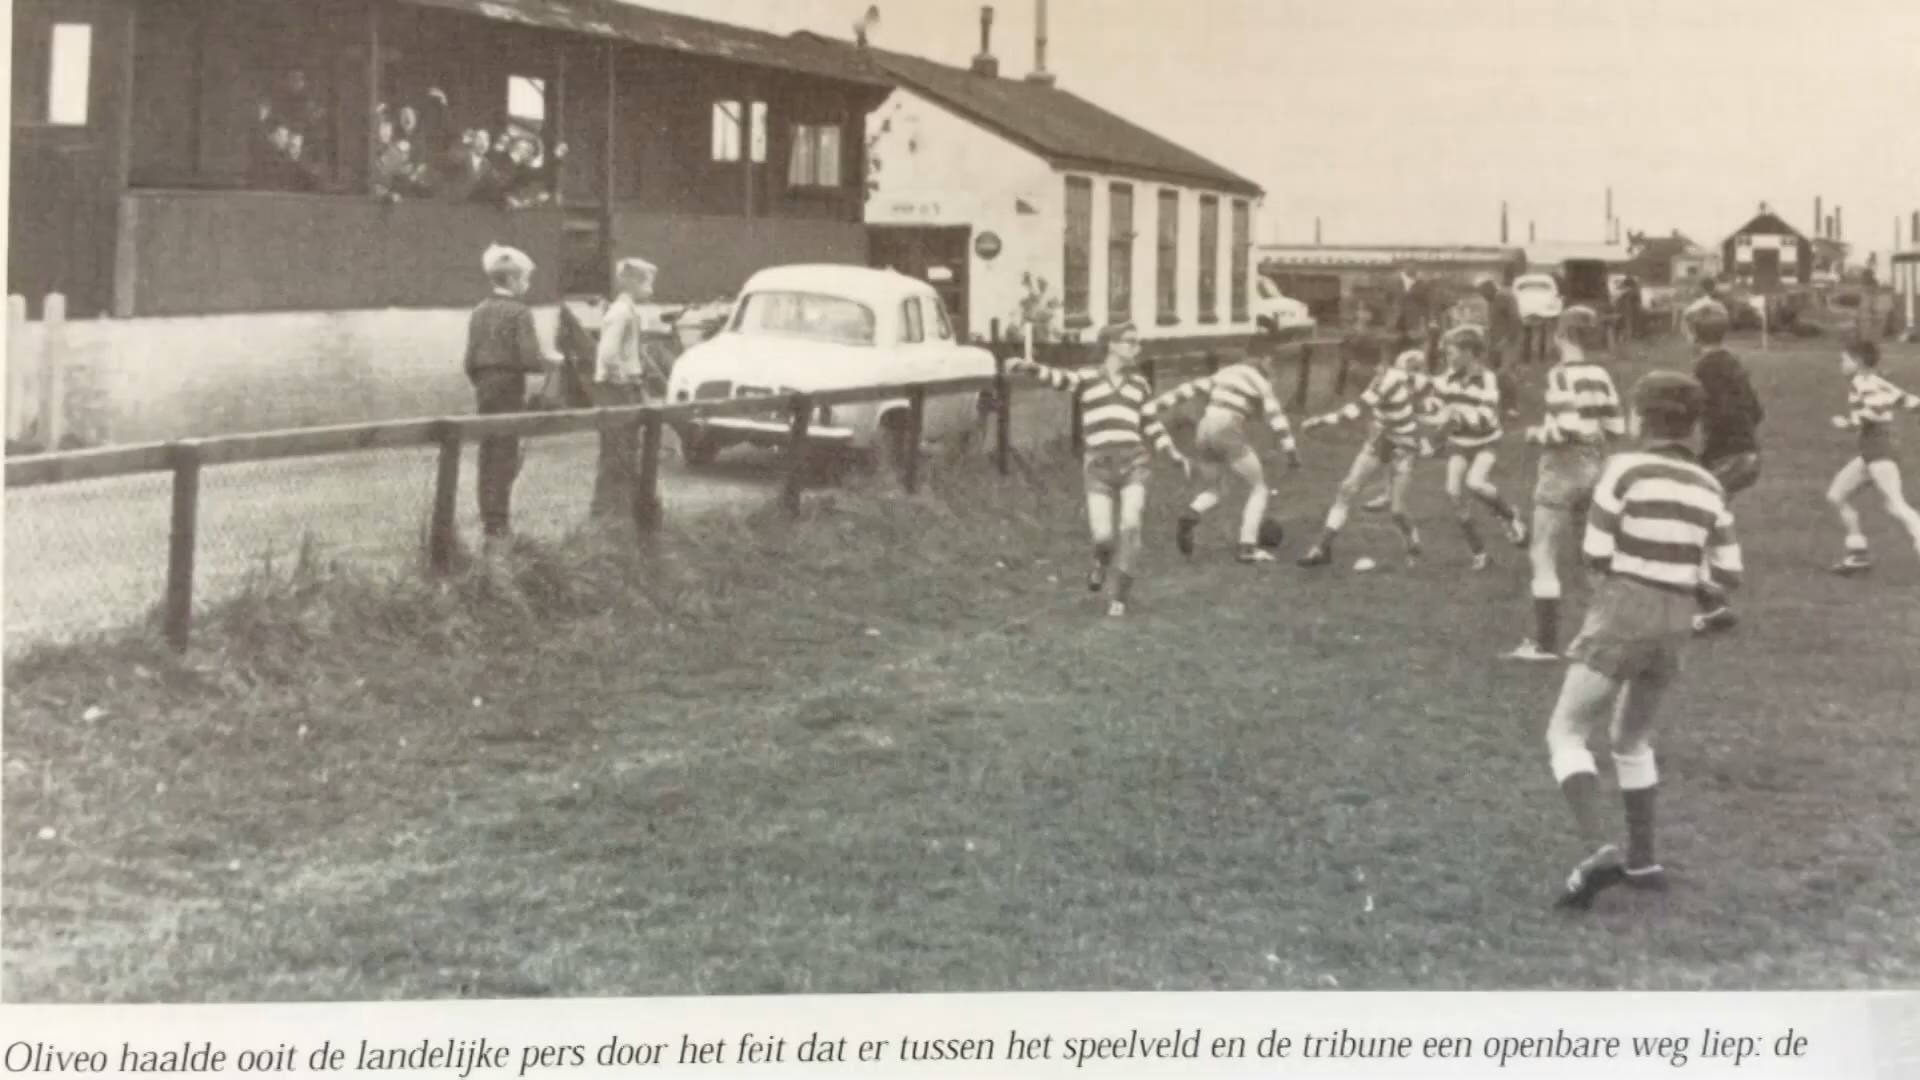 Oliveo haalde ooit de landelijke pers door het feit dat er tussen het speelveld en de tribune een openbare weg liep: de